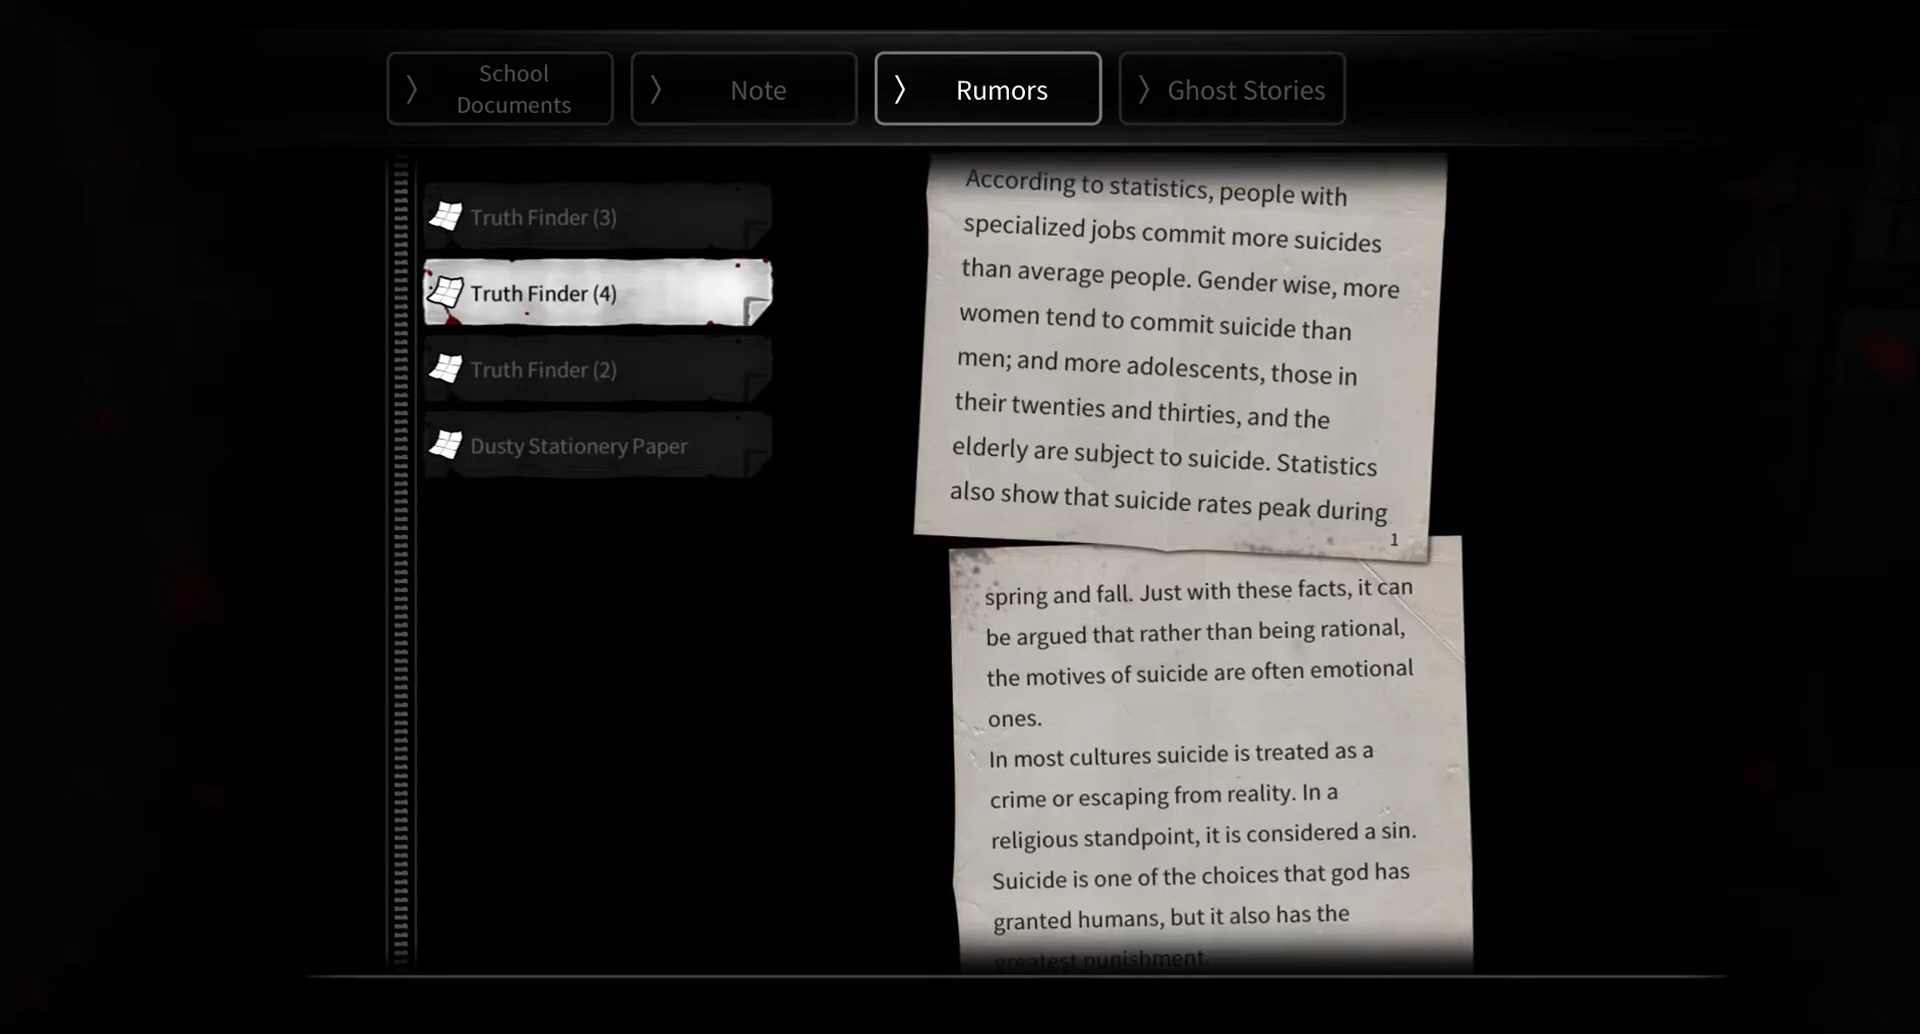 School
Documents
Note
Rumors
Ghost Stories
Truth Finder (3)
Truth Finder (4)
Truth Finder (2)
Dusty Stationery Paper
According to statistics, people with
specialized jobs commit more suicides
than average people. Gender wise, more
women tend to commit suicide than
men; and more adolescents, those in
their twenties and thirties, and the
elderly are subject to suicide. Statistics
also show that suicide rates peak during
1
spring and fall. Just with these facts, it can
be argued that rather than being rational,
the motives of suicide are often emotional
ones.
In most cultures suicide is treated as a
crime or escaping from reality. In a
religious standpoint, it is considered a sin.
Suicide is one of the choices that god has
granted humans, but it also has the
greatest punishment.